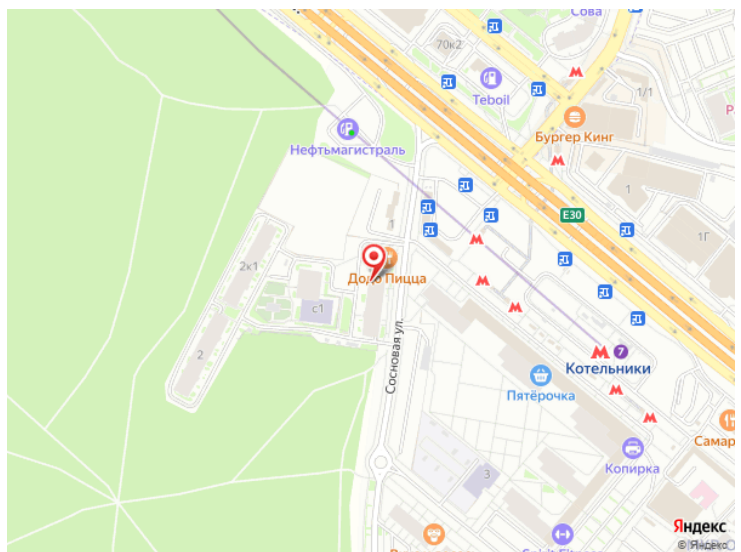 Сова
70к2
Teboil
1/1
Бургер Кинг
Нефтьмагистраль
1
1
E30
1Г
2к1
Додо Пицца
с1
7
Котельники
2
Сосновая ул.
Пятёрочка
Самар
Копирка
3
Яндекс
© Яндекс